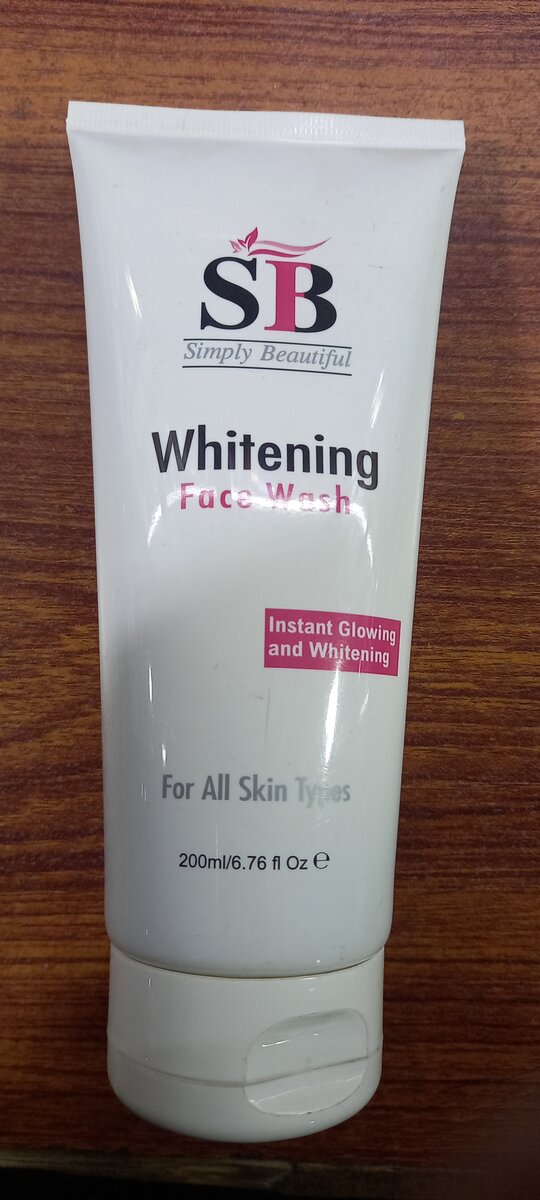 SB
Simply Beautiful
Whitening
Face Wash
Instant Glowing
and Whitening
For All Skin Types
200ml/6.76 fl Oz ℮